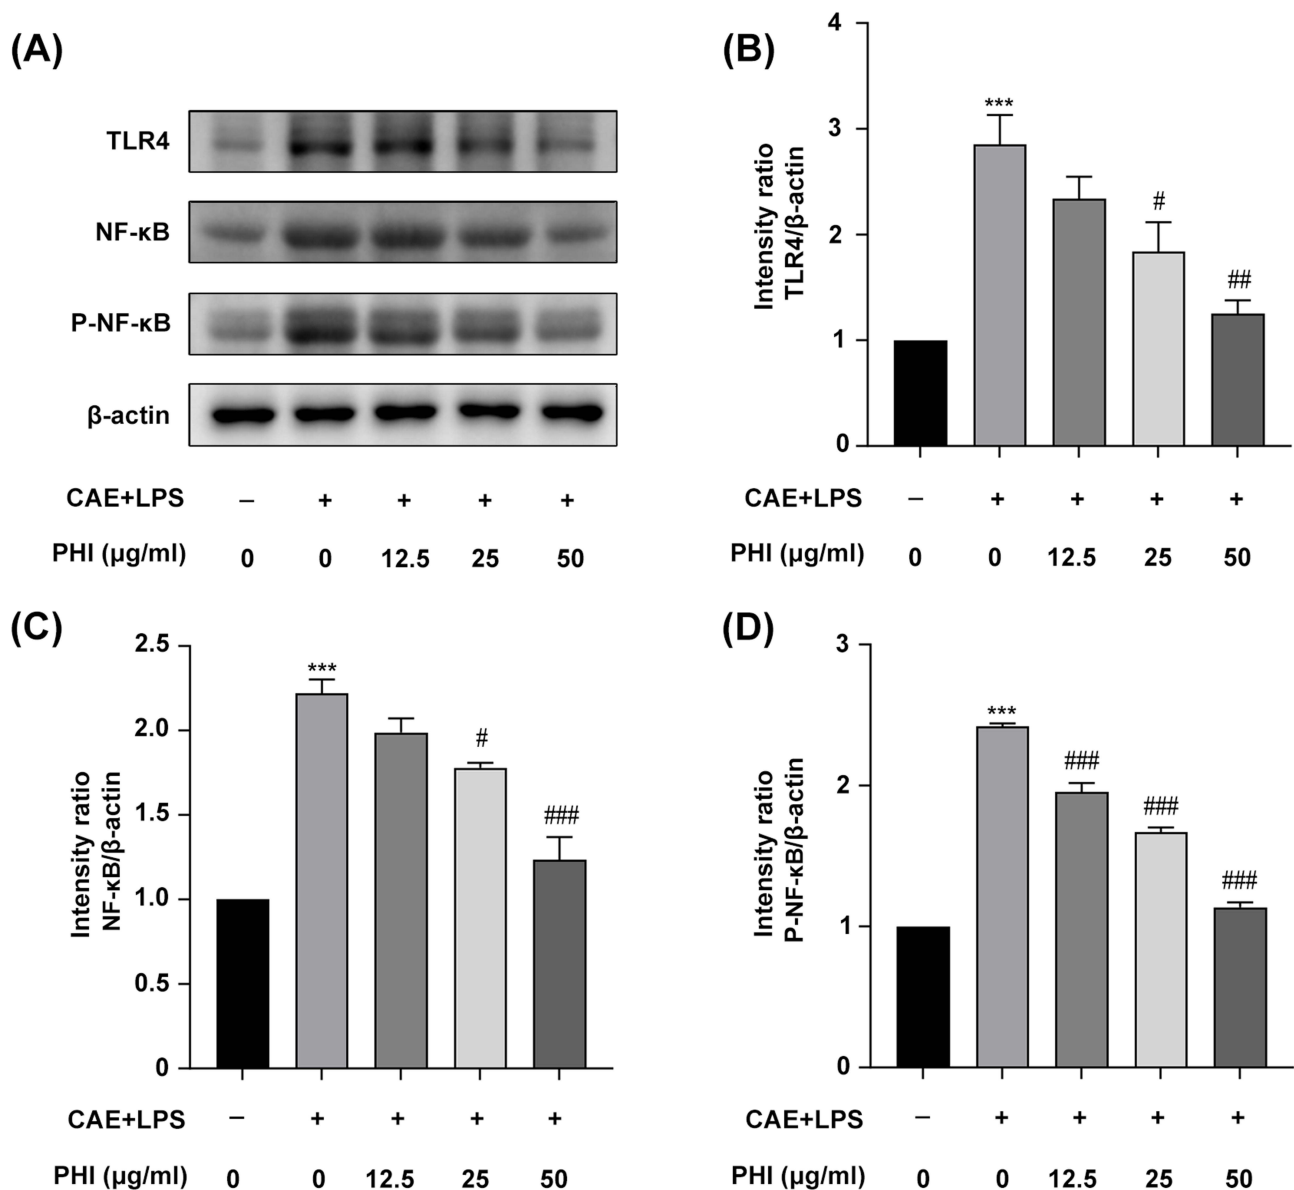 (A)
TLR4
NF-κB
P-NF-κB
β-actin
CAE+LPS – + + + +
PHI (μg/ml) 0 0 12.5 25 50
(B)
Intensity ratio
TLR4/β-actin
4
3
2
1
0
***
#
##
CAE+LPS – + + + +
PHI (μg/ml) 0 0 12.5 25 50
(C)
Intensity ratio
NF-κB/β-actin
2.5
2.0
1.5
1.0
0.5
0
***
#
###
CAE+LPS – + + + +
PHI (μg/ml) 0 0 12.5 25 50
(D)
Intensity ratio
P-NF-κB/β-actin
3
2
1
0
***
###
###
###
CAE+LPS – + + + +
PHI (μg/ml) 0 0 12.5 25 50